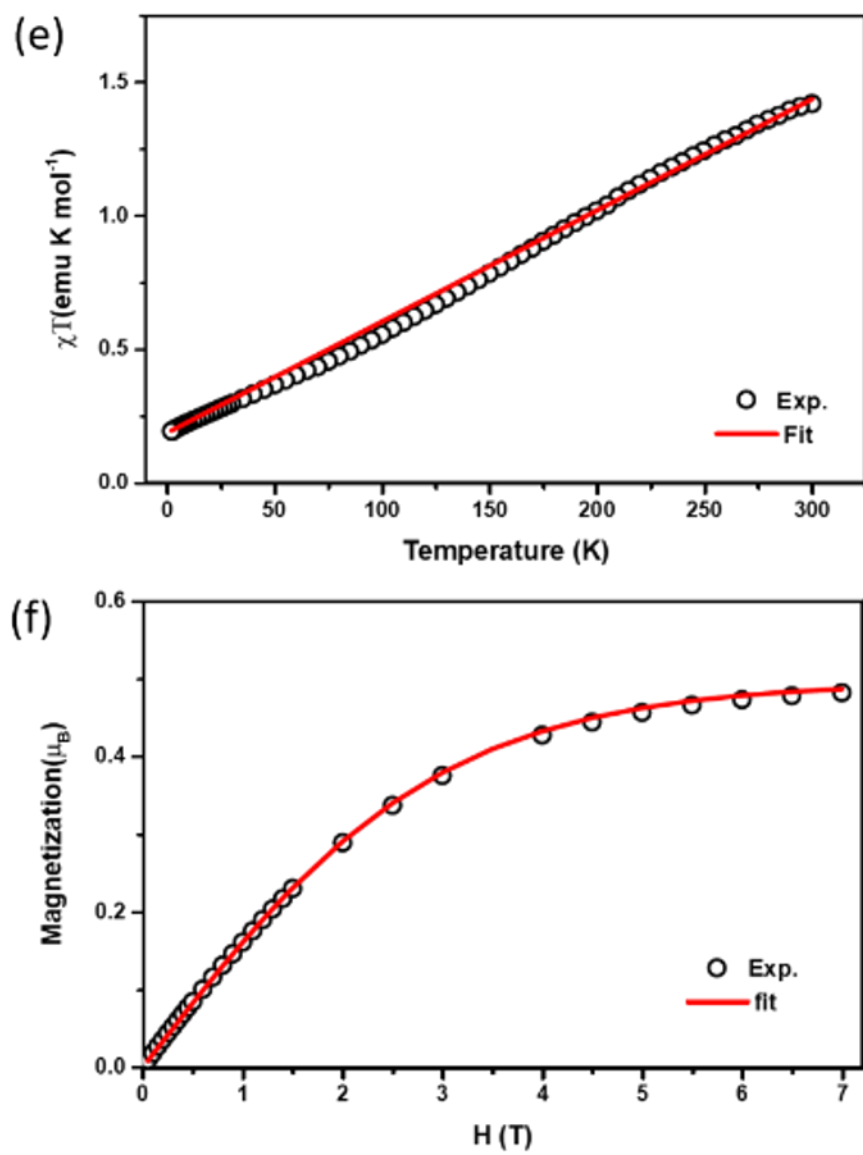 (e)
1.5
1.0
0.5
0.0
χT(emu K mol⁻¹)
Exp.
Fit
0 50 100 150 200 250 300
Temperature (K)
(f)
0.6
0.4
0.2
0.0
Magnetization(μ_B)
Exp.
fit
0 1 2 3 4 5 6 7
H (T)